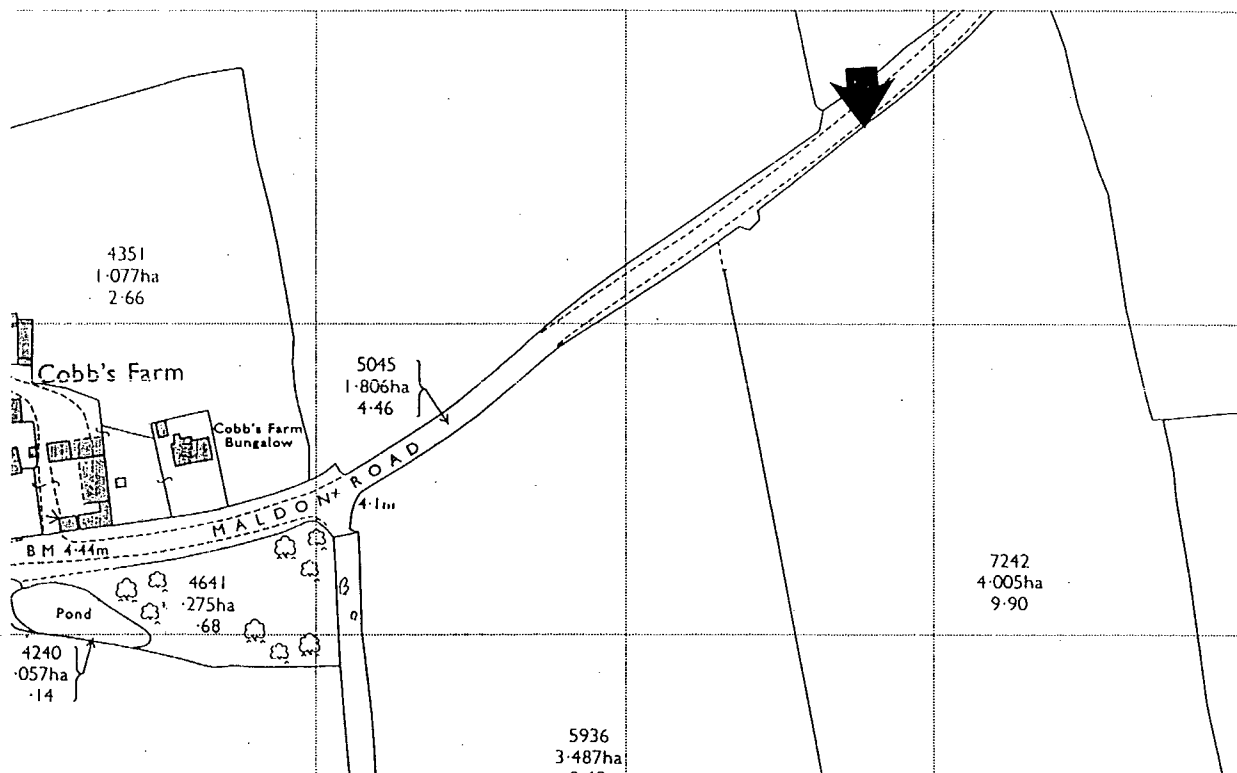 4351
1·077ha
2·66
Cobb's Farm
5045
1·806ha
4·46
Cobb's Farm
Bungalow
MALDON ROAD
4·1m
B M 4·44m
4641
·275ha
·68
Pond
4240
·057ha
·14
7242
4·005ha
9·90
5936
3·487ha